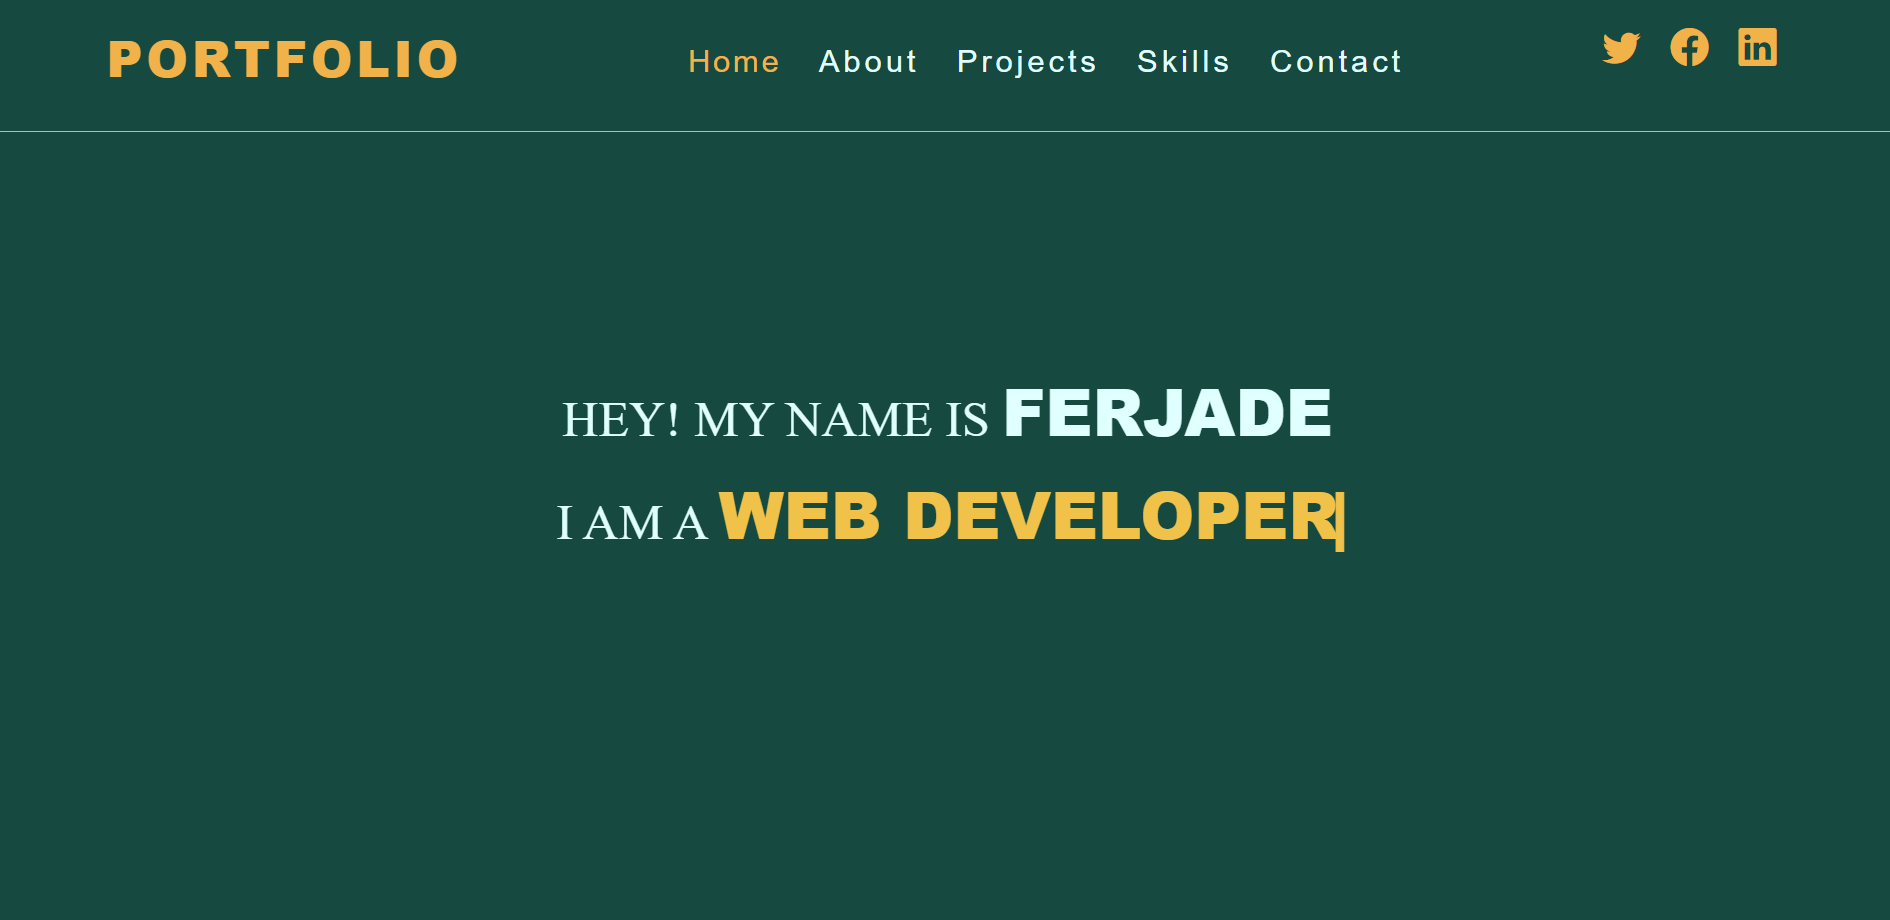 PORTFOLIO
Home About Projects Skills Contact
HEY! MY NAME IS FERJADE
I AM A WEB DEVELOPER